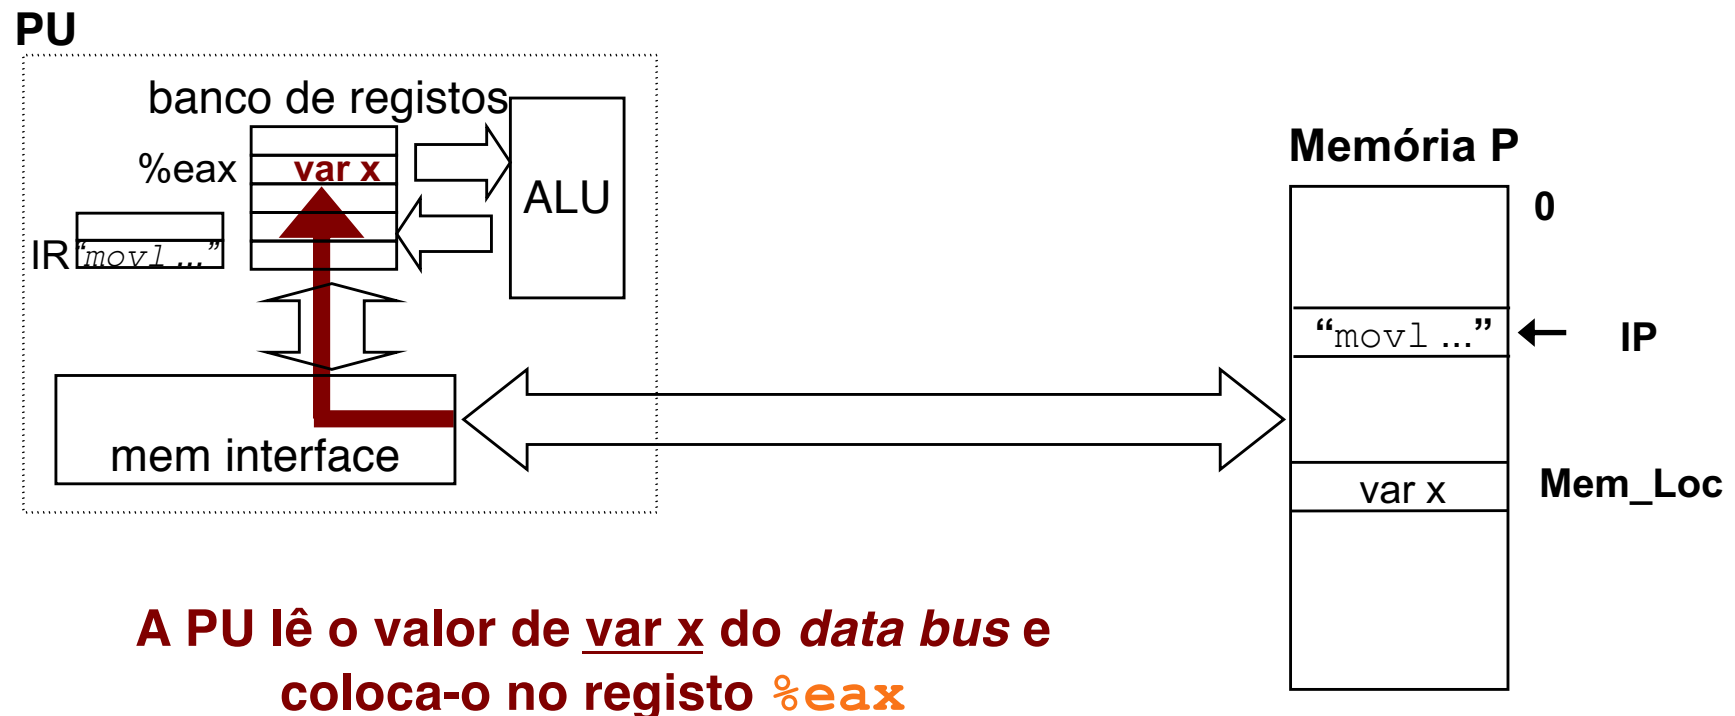 PU
banco de registos
%eax
var x
ALU
IR
“movl ...”
mem interface
Memória P
0
“movl ...”
IP
var x
Mem_Loc
A PU lê o valor de var x do data bus e
coloca-o no registo %eax